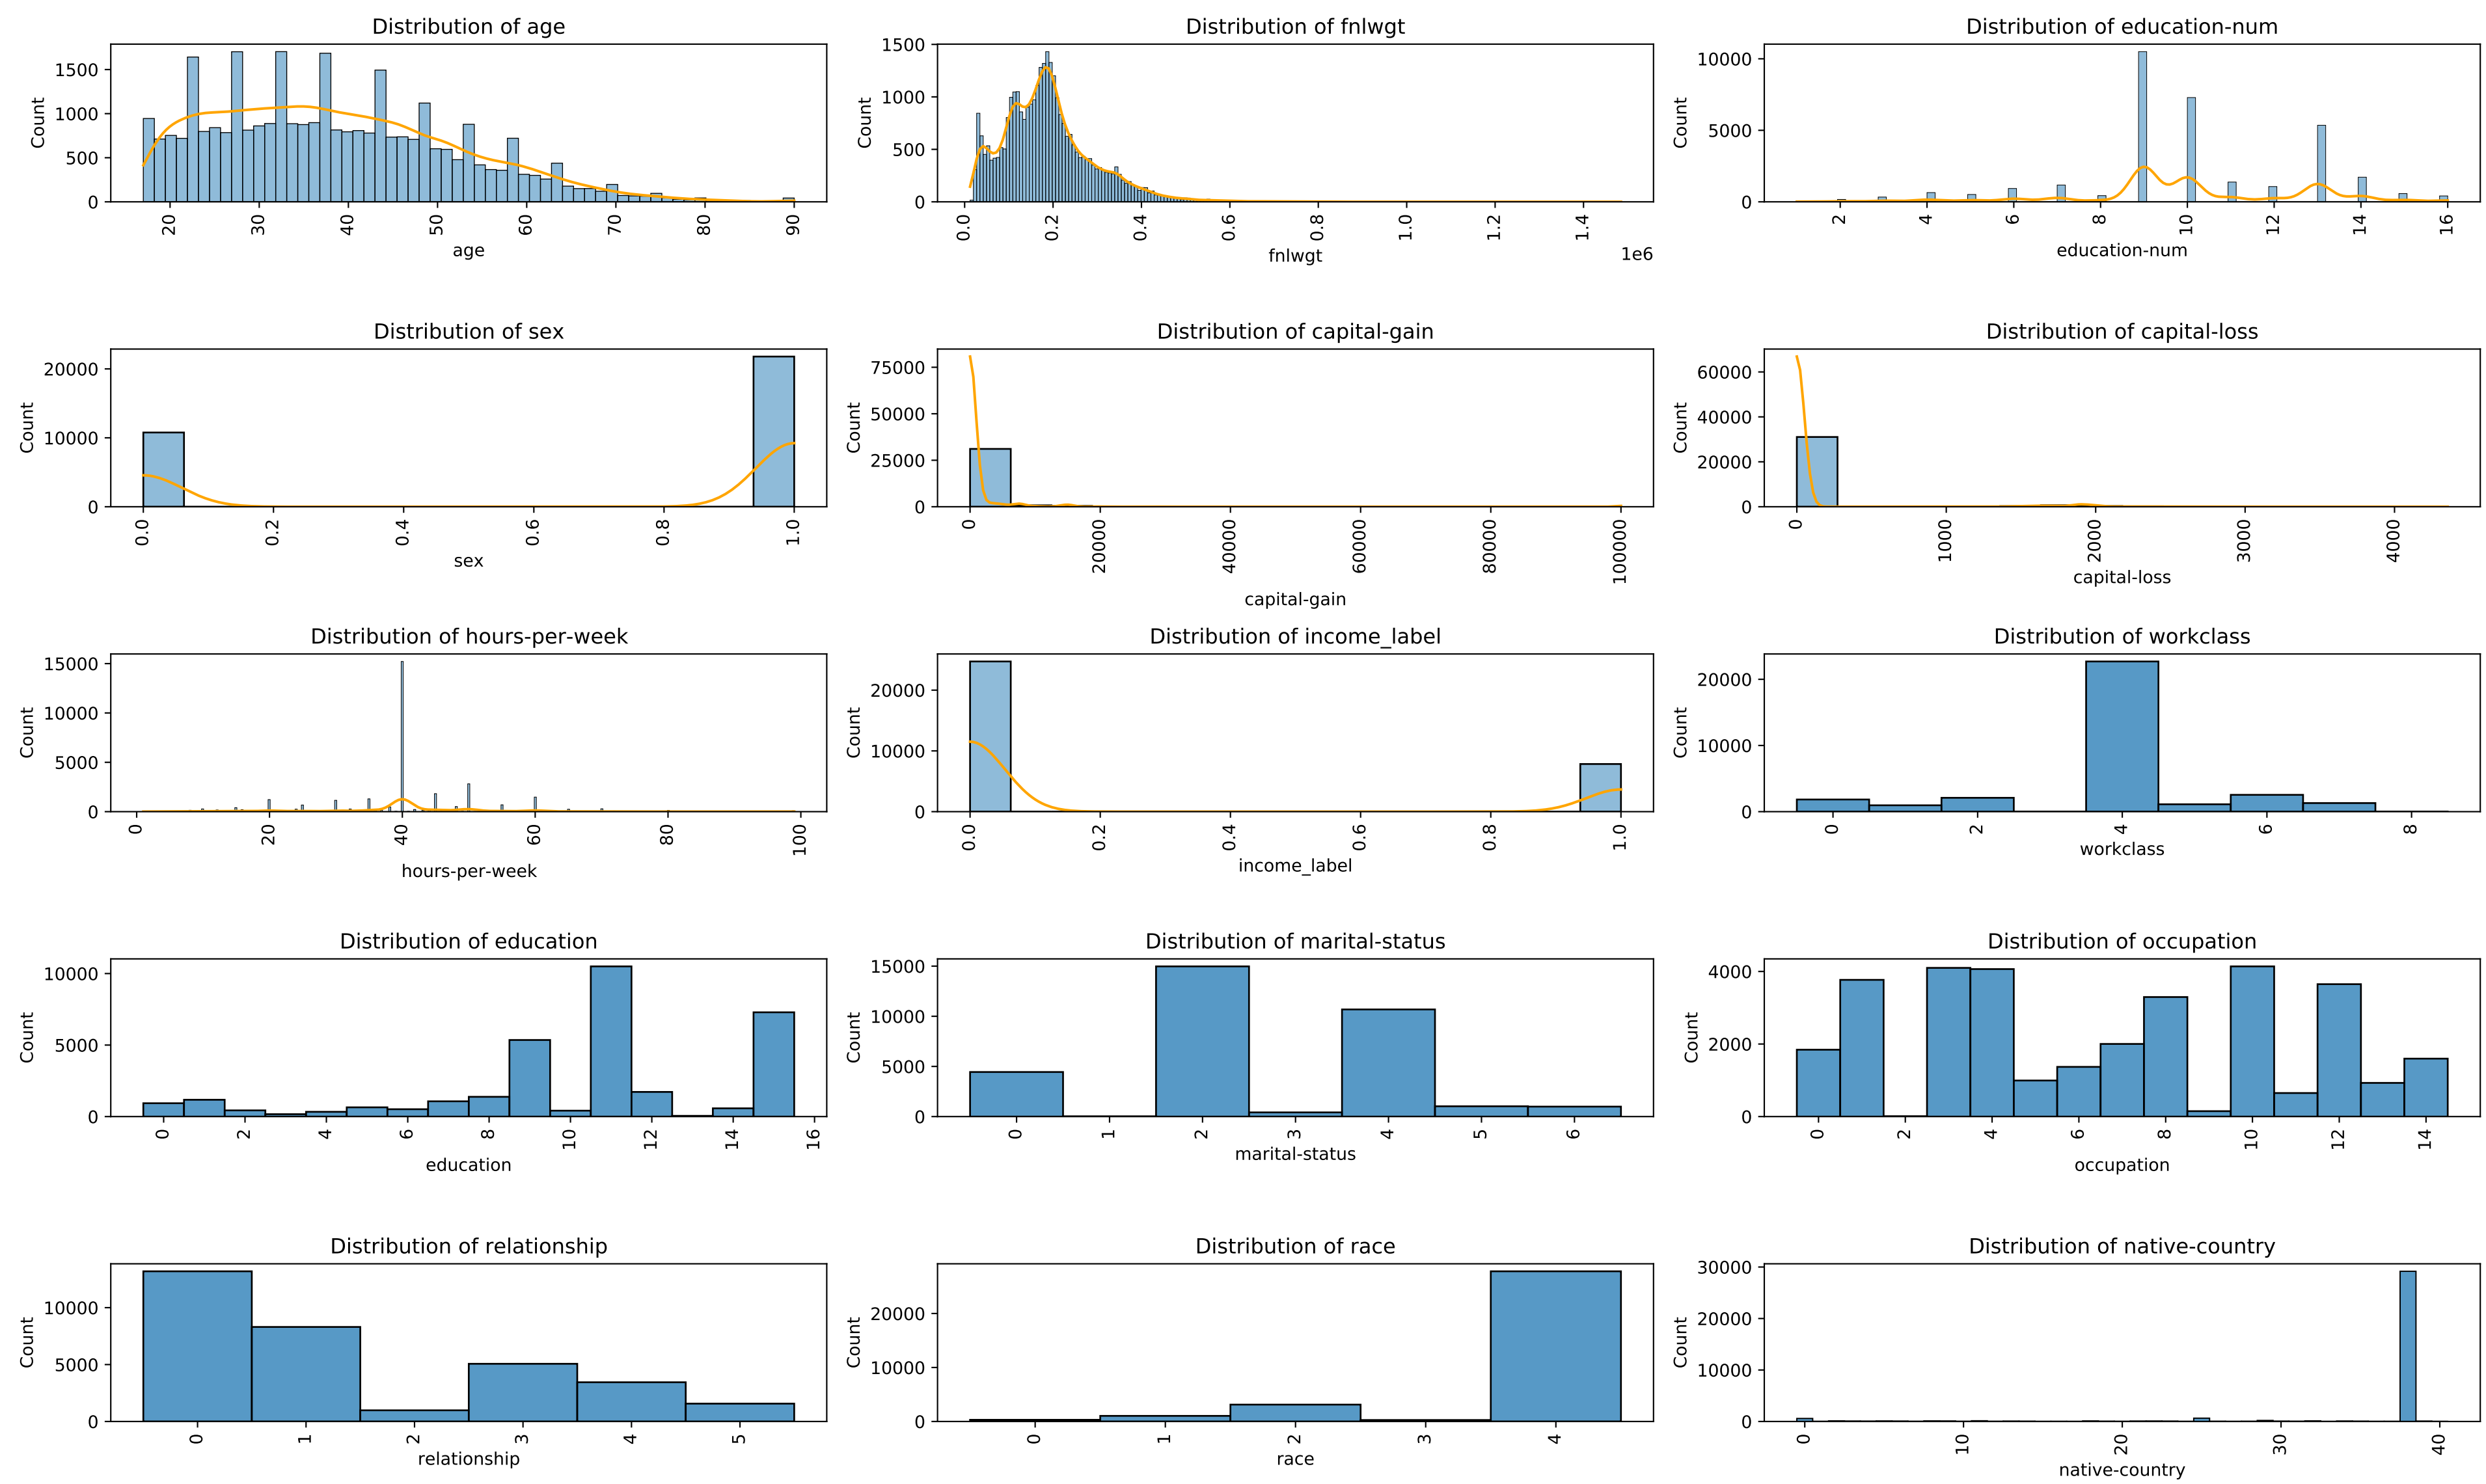 Distribution of age
Count
1500
1000
500
0
20 30 40 50 60 70 80 90
age
Distribution of fnlwgt
Count
1500
1000
500
0
0.0 0.2 0.4 0.6 0.8 1.0 1.2 1.4
1e6
fnlwgt
Distribution of education-num
Count
10000
5000
0
2 4 6 8 10 12 14 16
education-num
Distribution of sex
Count
20000
10000
0
0.0 0.2 0.4 0.6 0.8 1.0
sex
Distribution of capital-gain
Count
75000
50000
25000
0
0 20000 40000 60000 80000 100000
capital-gain
Distribution of capital-loss
Count
60000
40000
20000
0
0 1000 2000 3000 4000
capital-loss
Distribution of hours-per-week
Count
15000
10000
5000
0
0 20 40 60 80 100
hours-per-week
Distribution of income_label
Count
20000
10000
0
0.0 0.2 0.4 0.6 0.8 1.0
income_label
Distribution of workclass
Count
20000
10000
0
0 2 4 6 8
workclass
Distribution of education
Count
10000
5000
0
0 2 4 6 8 10 12 14 16
education
Distribution of marital-status
Count
15000
10000
5000
0
0 1 2 3 4 5 6
marital-status
Distribution of occupation
Count
4000
2000
0
0 2 4 6 8 10 12 14
occupation
Distribution of relationship
Count
10000
5000
0
0 1 2 3 4 5
relationship
Distribution of race
Count
20000
10000
0
0 1 2 3 4
race
Distribution of native-country
Count
30000
20000
10000
0
0 10 20 30 40
native-country